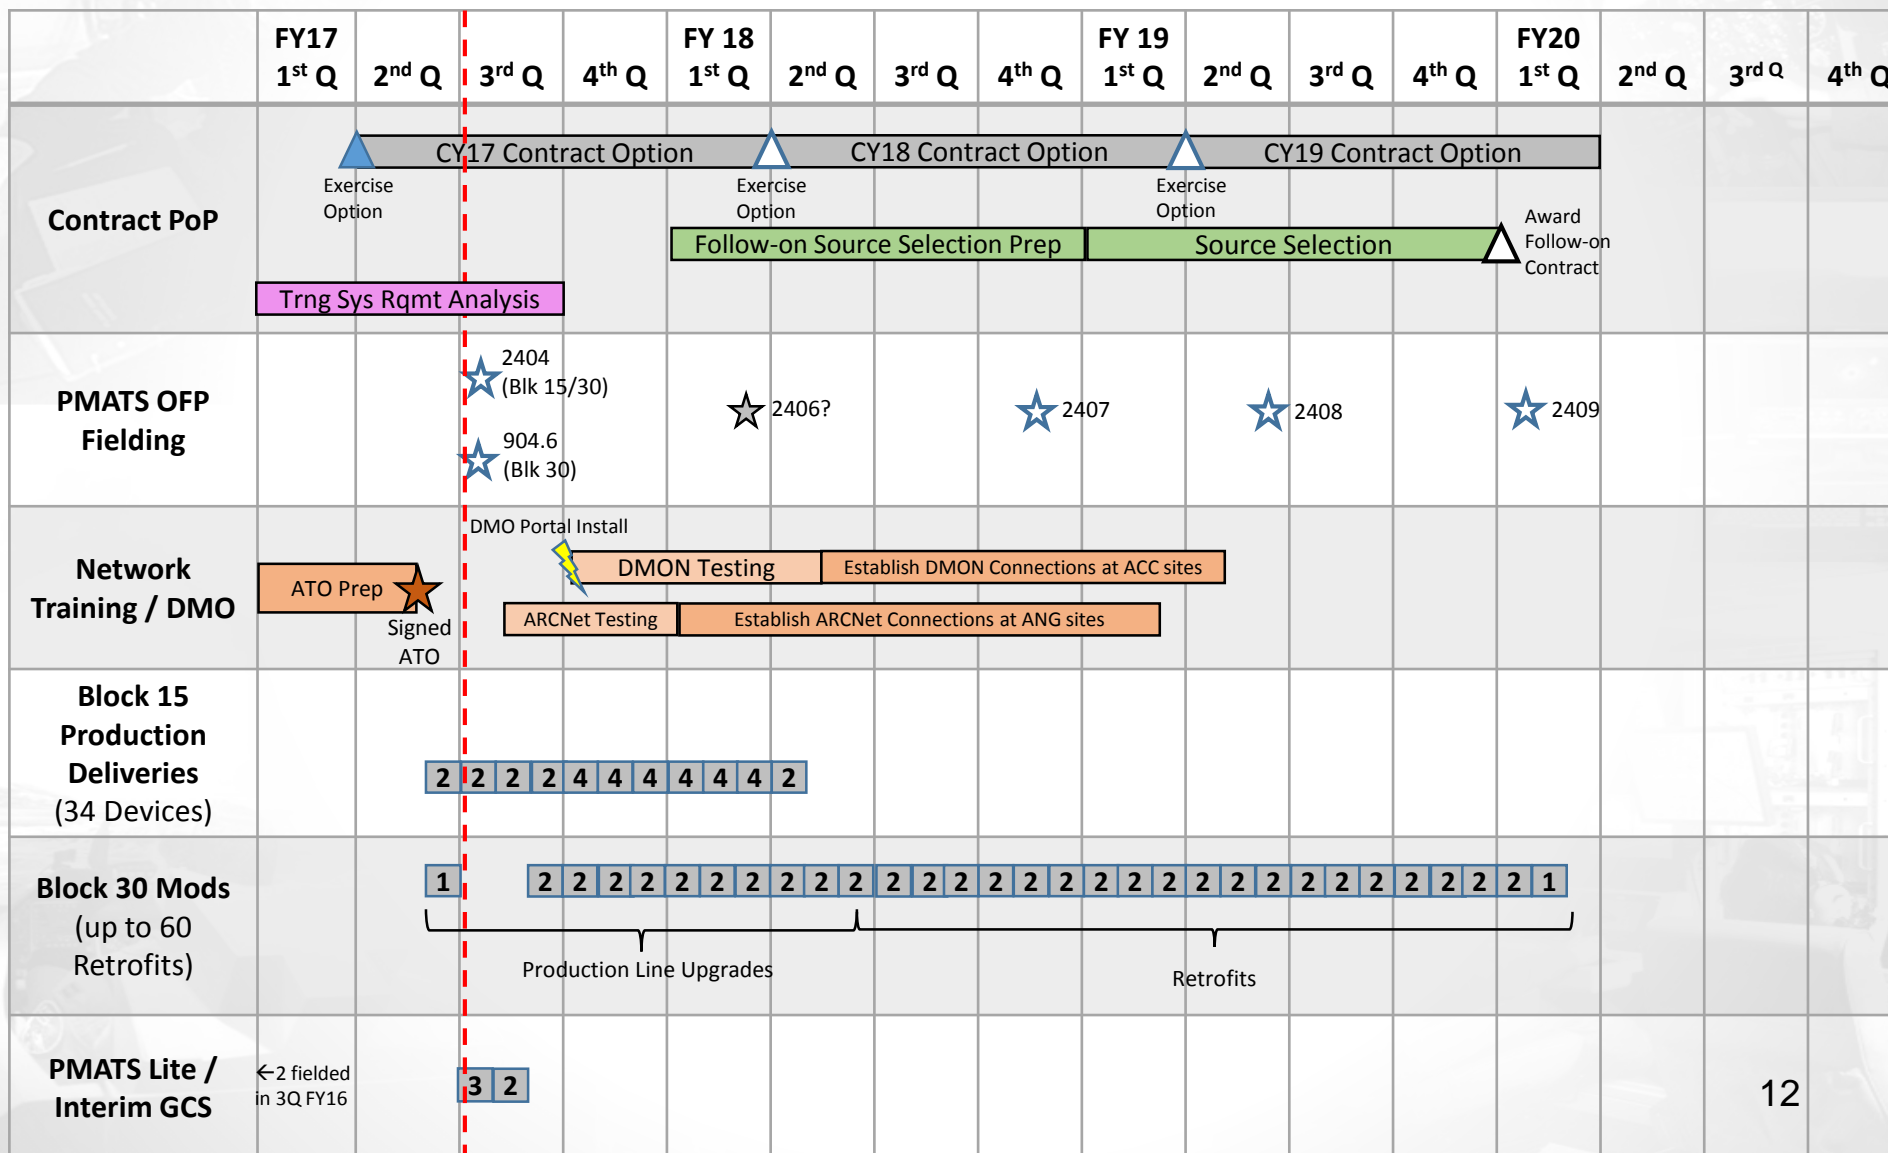 FY17
1st Q
2nd Q
3rd Q
4th Q
FY 18
1st Q
2nd Q
3rd Q
4th Q
FY 19
1st Q
2nd Q
3rd Q
4th Q
FY20
1st Q
2nd Q
3rd Q
4th Q
Contract PoP
CY17 Contract Option
CY18 Contract Option
CY19 Contract Option
Exercise
Option
Exercise
Option
Exercise
Option
Follow-on Source Selection Prep
Source Selection
Award
Follow-on
Contract
Trng Sys Rqmt Analysis
PMATS OFP
Fielding
2404
(Blk 15/30)
904.6
(Blk 30)
2406?
2407
2408
2409
Network
Training / DMO
ATO Prep
Signed
ATO
DMO Portal Install
DMON Testing
Establish DMON Connections at ACC sites
ARCNet Testing
Establish ARCNet Connections at ANG sites
Block 15
Production
Deliveries
(34 Devices)
2 2 2 2 4 4 4 4 4 4 2
Block 30 Mods
(up to 60
Retrofits)
1 2 2 2 2 2 2 2 2 2 2 2 2 2 2 2 2 2 2 2 2 2 2 2 2 2 2 2 2 2 1
Production Line Upgrades
Retrofits
PMATS Lite /
Interim GCS
←2 fielded
in 3Q FY16
3 2
12